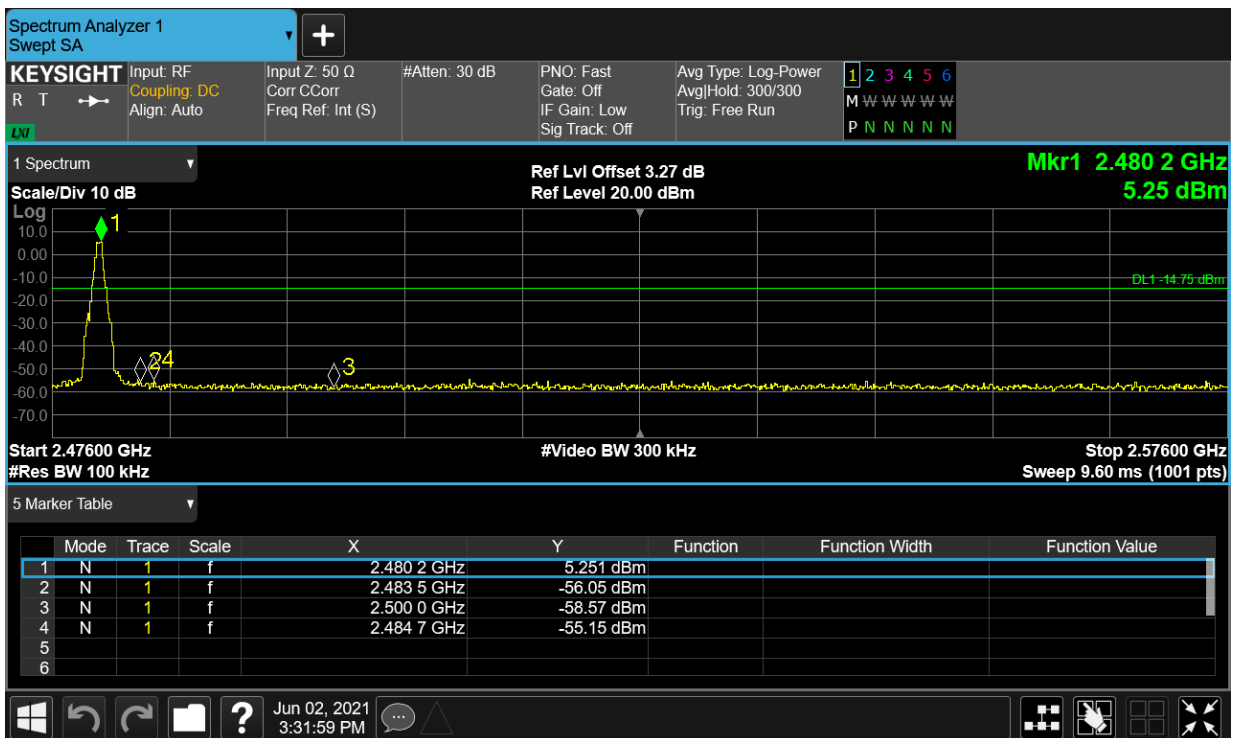 Spectrum Analyzer 1
Swept SA
KEYSIGHT
R T
LXI
Input: RF
Coupling: DC
Align: Auto
Input Z: 50 Ω
Corr CCorr
Freq Ref: Int (S)
#Atten: 30 dB
PNO: Fast
Gate: Off
IF Gain: Low
Sig Track: Off
Avg Type: Log-Power
Avg|Hold: 300/300
Trig: Free Run
1 2 3 4 5 6
M W W W W W
P N N N N N
1 Spectrum
Scale/Div 10 dB
Ref Lvl Offset 3.27 dB
Ref Level 20.00 dBm
Mkr1 2.480 2 GHz
5.25 dBm
Log
1
10.0
0.00
-10.0
DL1 -14.75 dBm
-20.0
-30.0
-40.0
24
3
-50.0
-60.0
-70.0
Start 2.47600 GHz
#Video BW 300 kHz
Stop 2.57600 GHz
#Res BW 100 kHz
Sweep 9.60 ms (1001 pts)
5 Marker Table
Mode Trace Scale X Y Function Function Width Function Value
1 N 1 f 2.480 2 GHz 5.251 dBm
2 N 1 f 2.483 5 GHz -56.05 dBm
3 N 1 f 2.500 0 GHz -58.57 dBm
4 N 1 f 2.484 7 GHz -55.15 dBm
5
6
?
Jun 02, 2021
3:31:59 PM